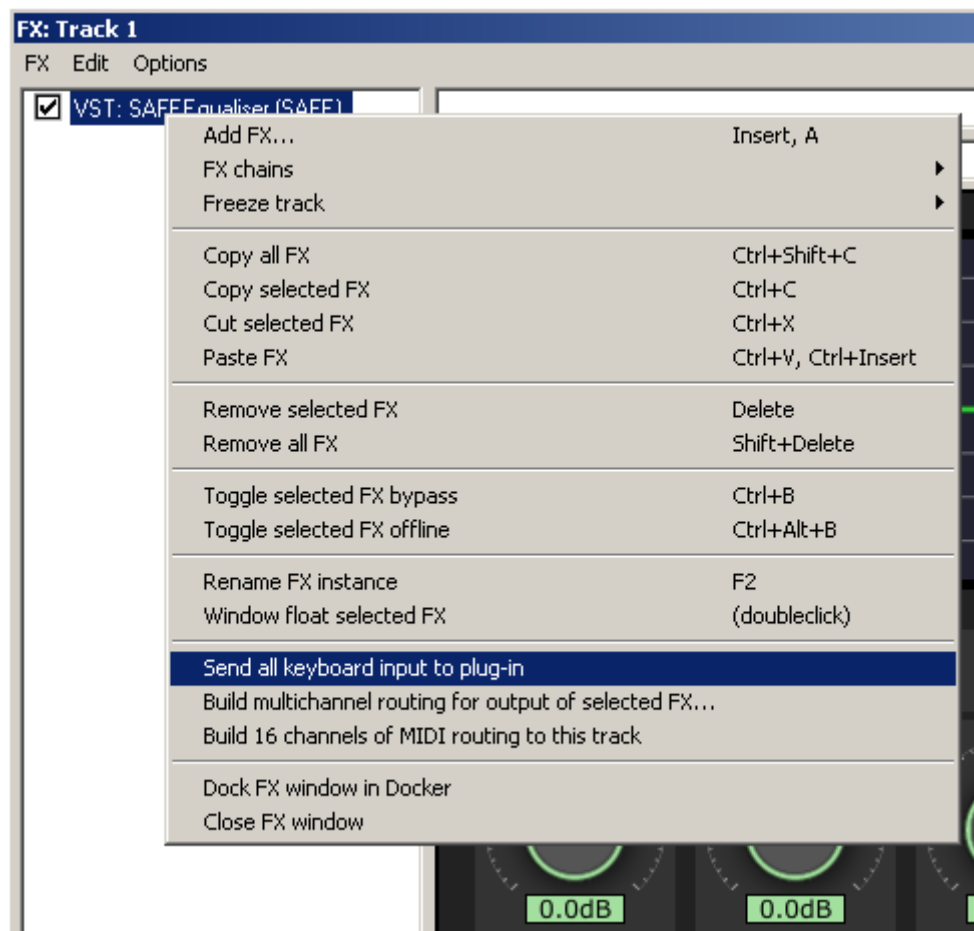 FX: Track 1
FX Edit Options
VST: SAFEEqualiser (SAFE)
Add FX... Insert, A
FX chains
Freeze track
Copy all FX Ctrl+Shift+C
Copy selected FX Ctrl+C
Cut selected FX Ctrl+X
Paste FX Ctrl+V, Ctrl+Insert
Remove selected FX Delete
Remove all FX Shift+Delete
Toggle selected FX bypass Ctrl+B
Toggle selected FX offline Ctrl+Alt+B
Rename FX instance F2
Window float selected FX (doubleclick)
Send all keyboard input to plug-in
Build multichannel routing for output of selected FX...
Build 16 channels of MIDI routing to this track
Dock FX window in Docker
Close FX window
0.0dB 0.0dB